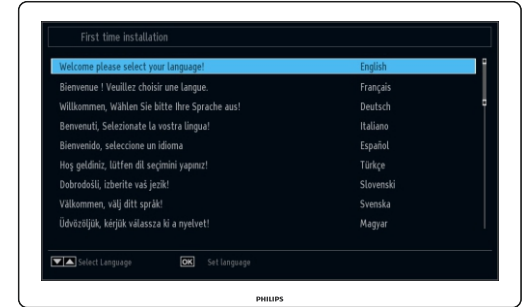 First time installation
Welcome please select your language! English
Bienvenue ! Veuillez choisir une langue. Français
Willkommen, Wählen Sie bitte Ihre Sprache aus! Deutsch
Benvenuti, Selezionate la vostra lingua! Italiano
Bienvenido, seleccione un idioma Español
Hoş geldiniz, lütfen dil seçimini yapınız! Türkçe
Dobrodošli, izberite vaš jezik! Slovenski
Välkommen, välj ditt språk! Svenska
Üdvözöljük, kérjük válassza ki a nyelvet! Magyar
Select Language OK Set language
PHILIPS